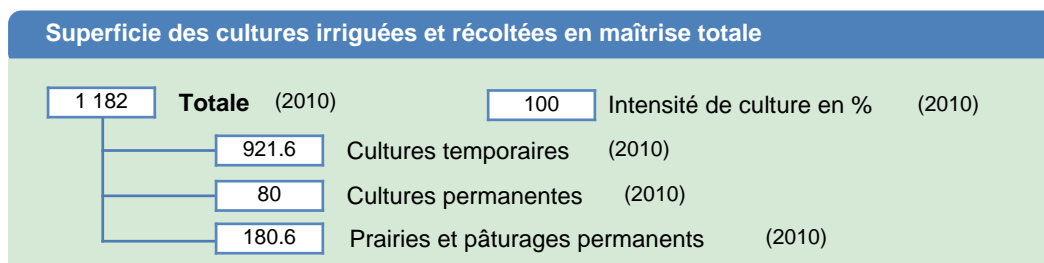 Superficie des cultures irriguées et récoltées en maîtrise totale
1 182 Totale (2010) 100 Intensité de culture en % (2010)
921.6 Cultures temporaires (2010)
80 Cultures permanentes (2010)
180.6 Prairies et pâturages permanents (2010)